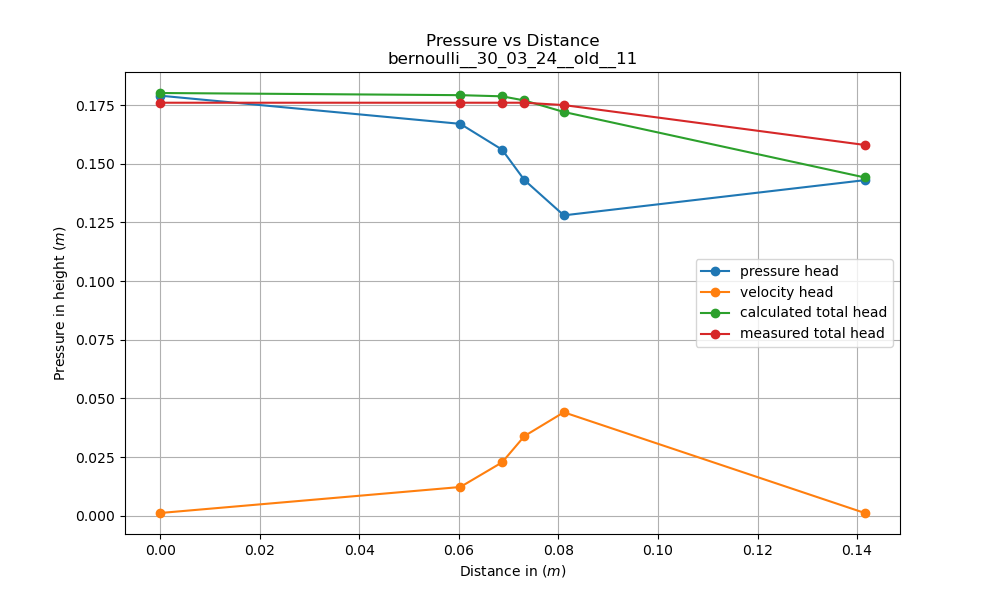 Pressure vs Distance
bernoulli__30_03_24__old__11
Pressure in height (m)
0.175
0.150
0.125
0.100
0.075
0.050
0.025
0.000
pressure head
velocity head
calculated total head
measured total head
0.00 0.02 0.04 0.06 0.08 0.10 0.12 0.14
Distance in (m)